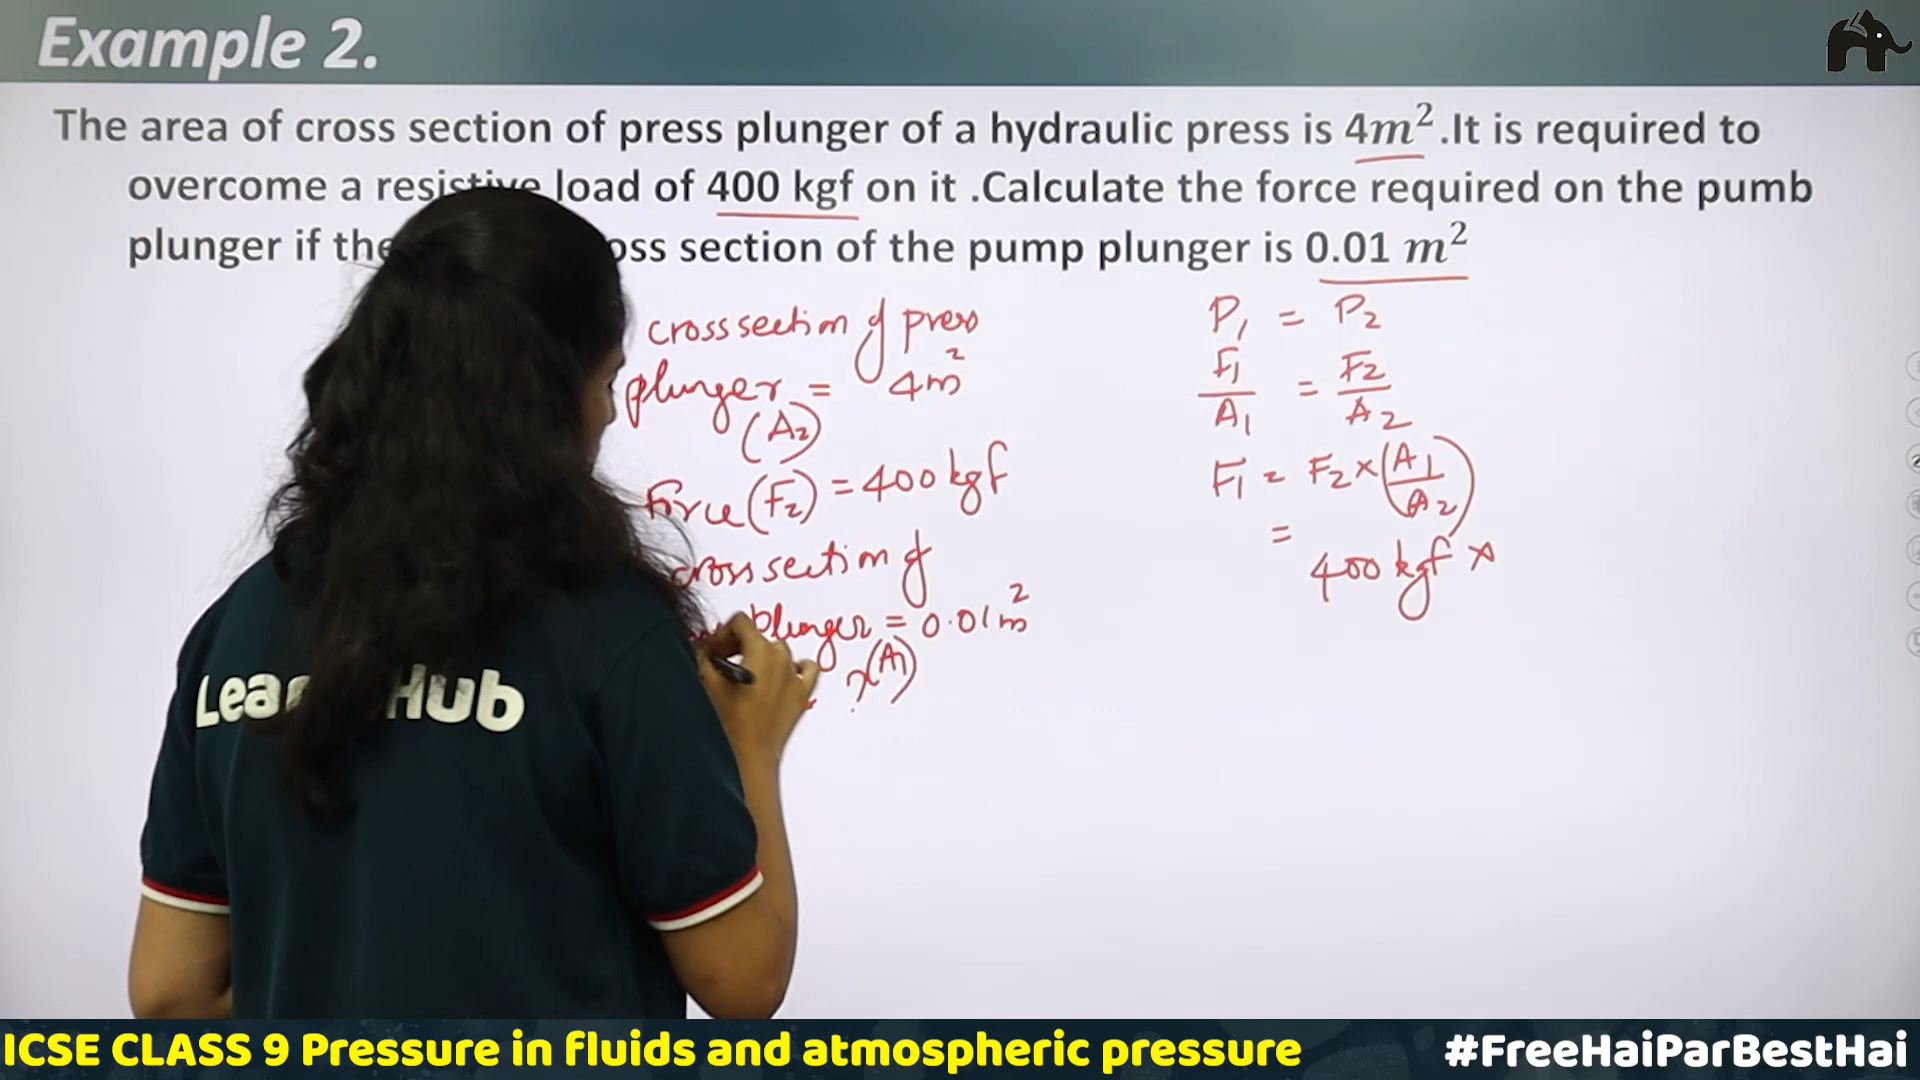 Example 2.
The area of cross section of press plunger of a hydraulic press is 4m².It is required to
overcome a resistive load of 400 kgf on it .Calculate the force required on the pumb
plunger if the oss section of the pump plunger is 0.01 m²
cross section of press
plunger = 4m²
(A₂)
Force (F₂) = 400 kgf
cross section of
plunger = 0.01 m²
(A₁)
?
P₁ = P₂
F₁/A₁ = F₂/A₂
F₁ = F₂ × (A₁/A₂)
=
400 kgf ×
Lea Hub
ICSE CLASS 9 Pressure in fluids and atmospheric pressure
#FreeHaiParBestHai